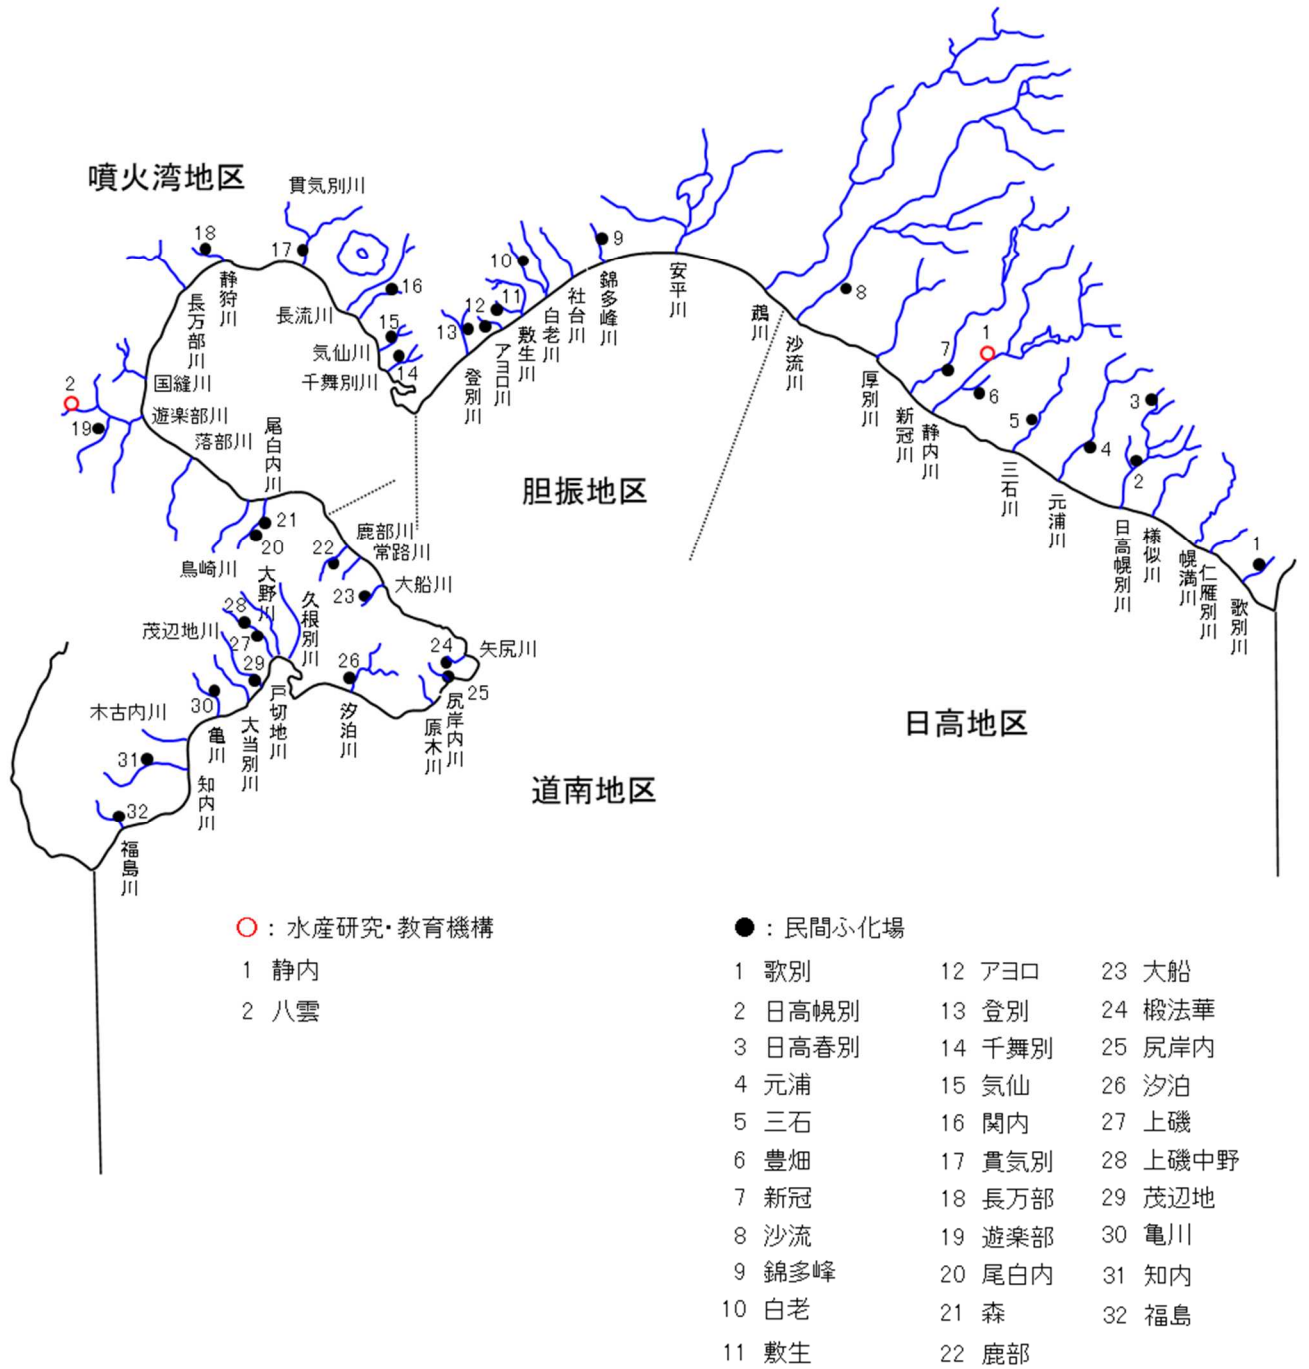 噴火湾地区
貫気別川
18
17
静狩川
長万部川
16
長流川
15
気仙川
14
千舞別川
国縫川
2
遊楽部川
19
落部川
尾白内川
21
20
鳥崎川
13
12
11
10
9
登別川
アヨロ川
敷生川
白老川
社台川
錦多峰川
安平川
鵡川
沙流川
8
厚別川
7
1
新冠川
静内川
6
5
三石川
4
元浦川
3
2
日高幌別川
様似川
幌満川
仁雁別川
1
歌別川
胆振地区
日高地区
道南地区
22
鹿部川
常路川
23
大船川
大野川
久根別川
28
27
茂辺地川
29
26
24
矢尻川
25
30
戸切地川
汐泊川
原木川
尻岸内川
木古内川
亀川
大当別川
31
知内川
32
福島川
○：水産研究・教育機構
1 静内
2 八雲
●：民間ふ化場
1 歌別
2 日高幌別
3 日高春別
4 元浦
5 三石
6 豊畑
7 新冠
8 沙流
9 錦多峰
10 白老
11 敷生
12 アヨロ
13 登別
14 千舞別
15 気仙
16 関内
17 貫気別
18 長万部
19 遊楽部
20 尾白内
21 森
22 鹿部
23 大船
24 椴法華
25 尻岸内
26 汐泊
27 上磯
28 上磯中野
29 茂辺地
30 亀川
31 知内
32 福島